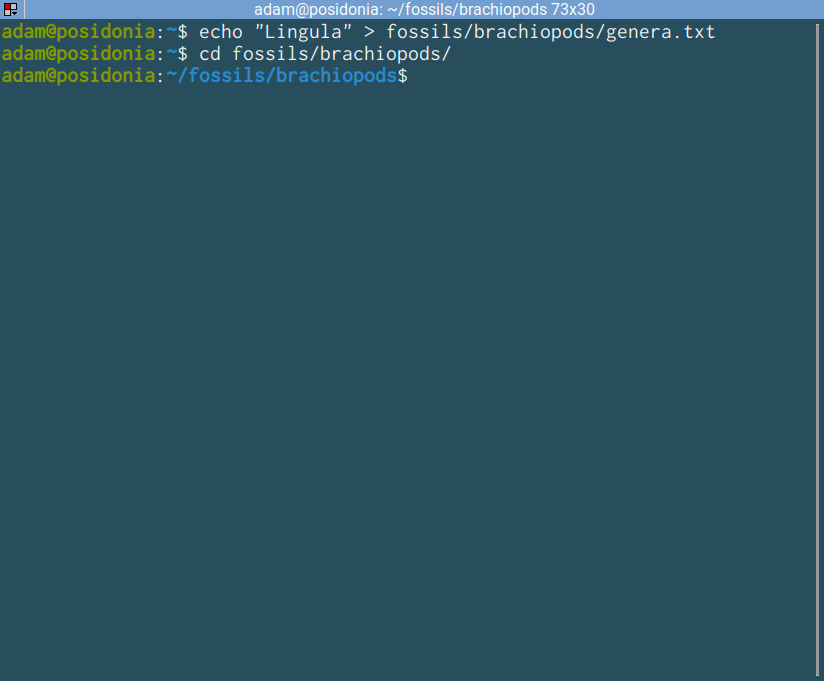 adam@posidonia: ~/fossils/brachiopods 73x30
adam@posidonia:~$ echo "Lingula" > fossils/brachiopods/genera.txt
adam@posidonia:~$ cd fossils/brachiopods/
adam@posidonia:~/fossils/brachiopods$